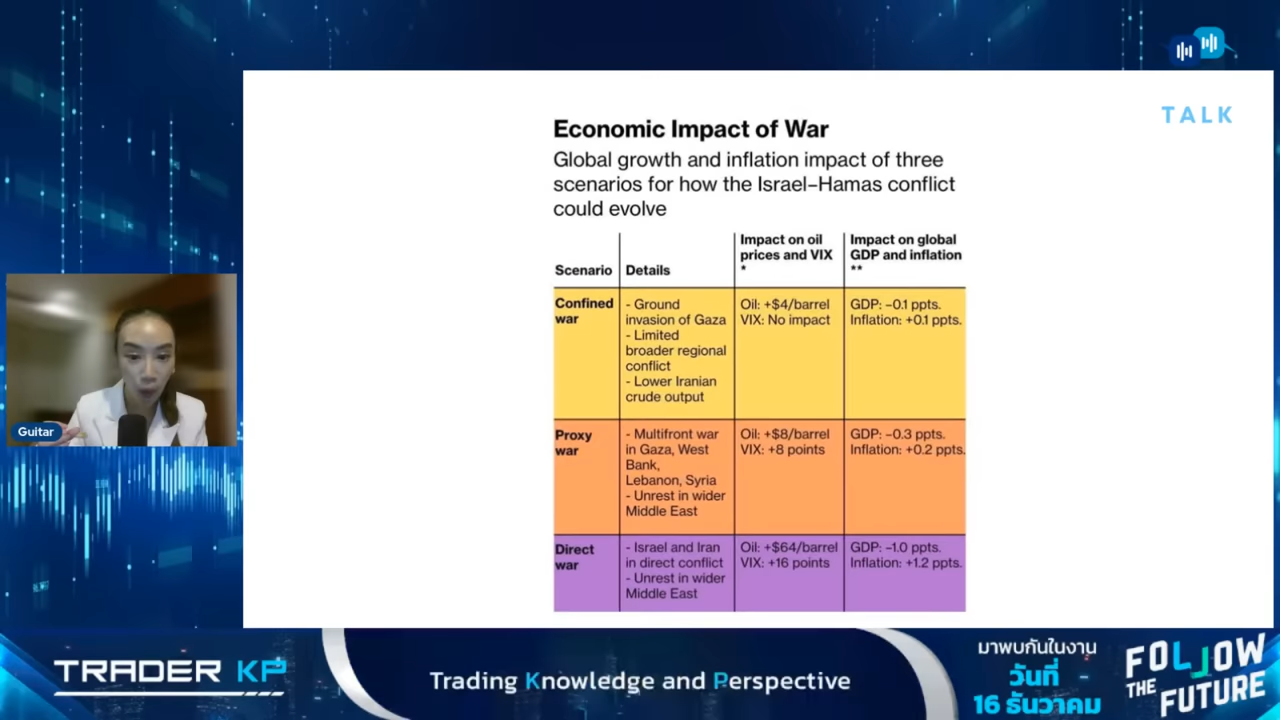 TALK
Economic Impact of War
Global growth and inflation impact of three
scenarios for how the Israel–Hamas conflict
could evolve
Scenario
Details
Impact on oil
prices and VIX
*
Impact on global
GDP and inflation
**
Confined
war
- Ground
invasion of Gaza
- Limited
broader regional
conflict
- Lower Iranian
crude output
Oil: +$4/barrel
VIX: No impact
GDP: –0.1 ppts.
Inflation: +0.1 ppts.
Proxy
war
- Multifront war
in Gaza, West
Bank,
Lebanon, Syria
- Unrest in wider
Middle East
Oil: +$8/barrel
VIX: +8 points
GDP: –0.3 ppts.
Inflation: +0.2 ppts.
Direct
war
- Israel and Iran
in direct conflict
- Unrest in wider
Middle East
Oil: +$64/barrel
VIX: +16 points
GDP: –1.0 ppts.
Inflation: +1.2 ppts.
Guitar
TRADER KP
Trading Knowledge and Perspective
มาพบกันในงาน
วันที่
16 ธันวาคม
FOLLOW
THE FUTURE